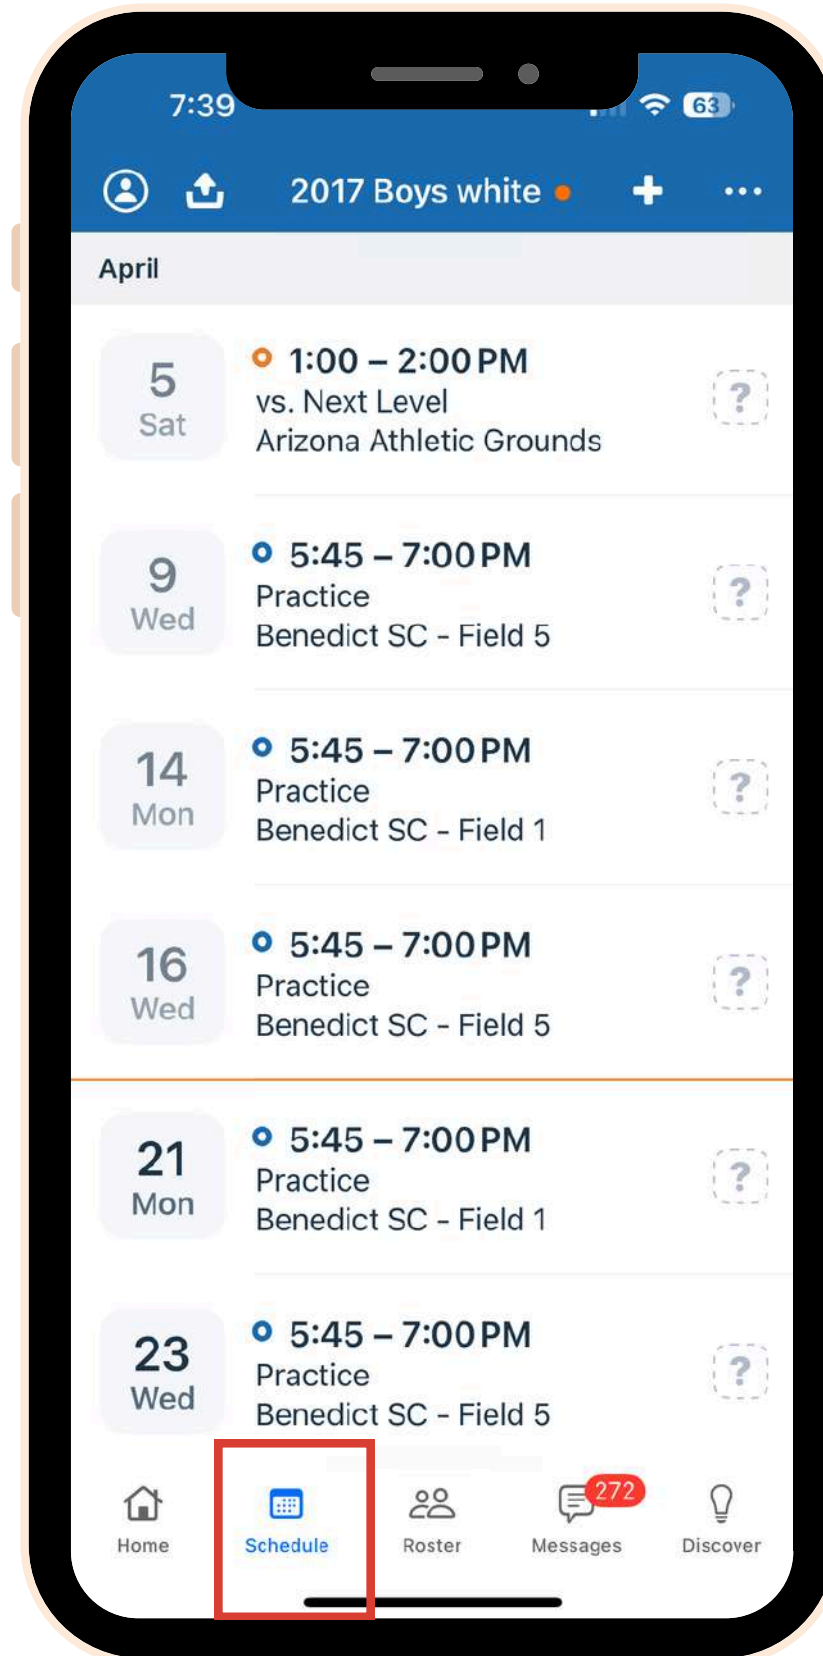 7:39
63
2017 Boys white
April
5
Sat
1:00 – 2:00 PM
vs. Next Level
Arizona Athletic Grounds
?
9
Wed
5:45 – 7:00 PM
Practice
Benedict SC - Field 5
?
14
Mon
5:45 – 7:00 PM
Practice
Benedict SC - Field 1
?
16
Wed
5:45 – 7:00 PM
Practice
Benedict SC - Field 5
?
21
Mon
5:45 – 7:00 PM
Practice
Benedict SC - Field 1
?
23
Wed
5:45 – 7:00 PM
Practice
Benedict SC - Field 5
?
272
Home Schedule Roster Messages Discover